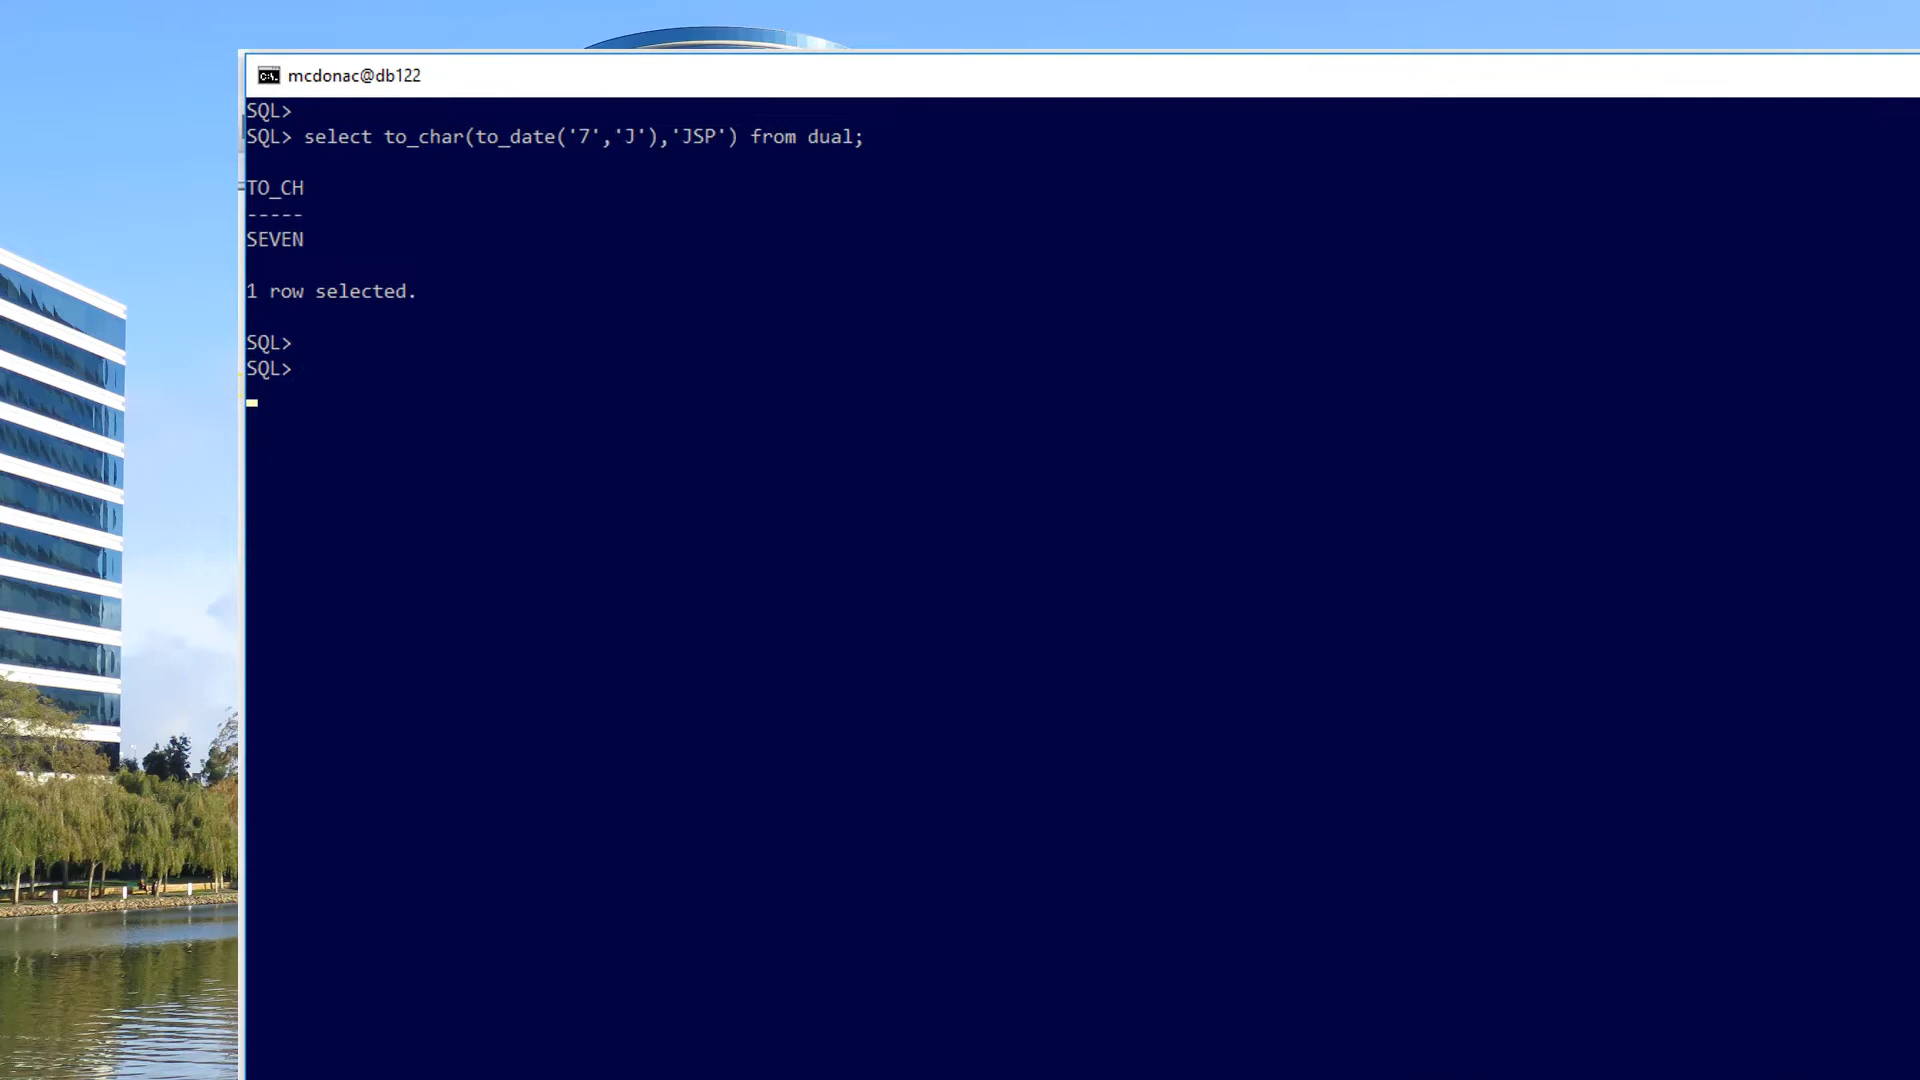 mcdonac@db122
SQL>
SQL> select to_char(to_date('7','J'),'JSP') from dual;
TO_CH
-----
SEVEN
1 row selected.
SQL>
SQL>